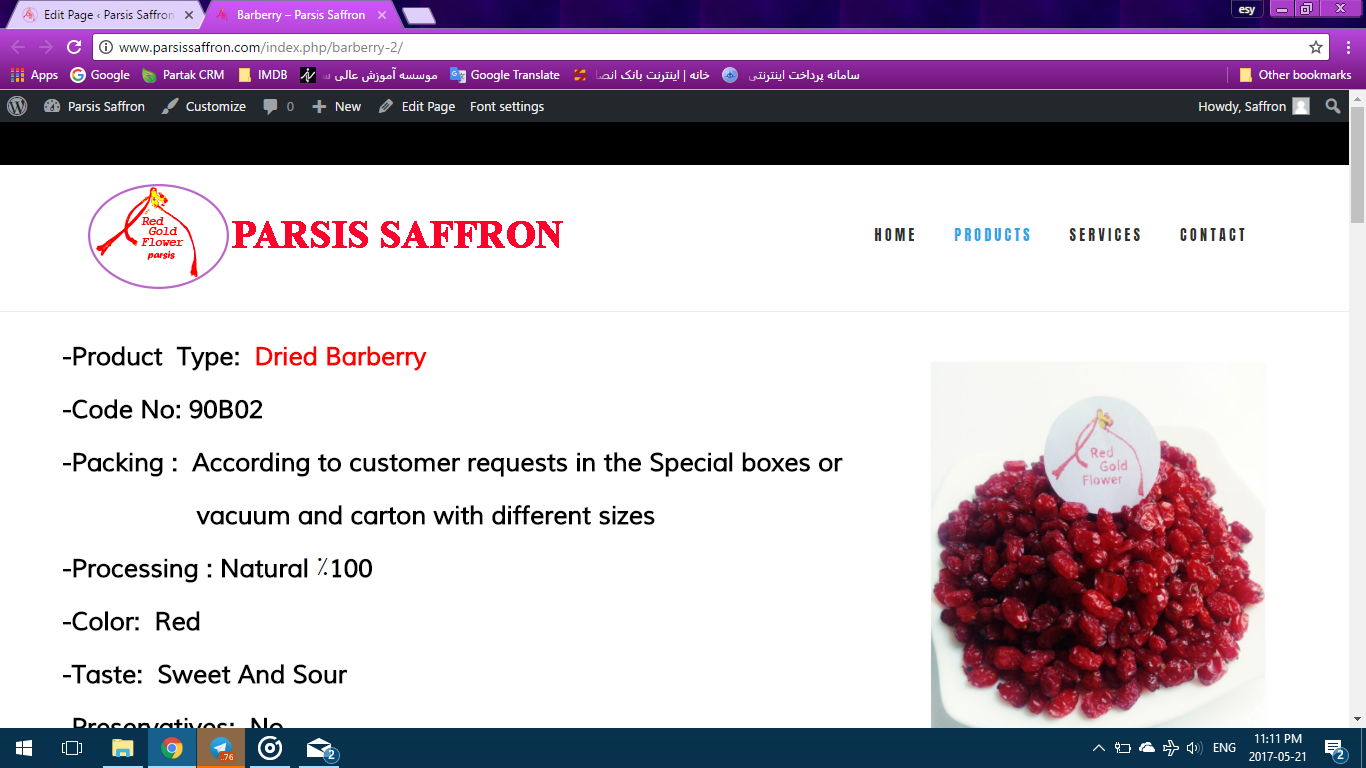 Edit Page ‹ Parsis Saffron
Barberry – Parsis Saffron
esy
www.parsissaffron.com/index.php/barberry-2/
Apps
Google
Partak CRM
IMDB
موسسه آموزش عالی
Google Translate
خانه | اینترنت بانک
سامانه پرداخت اینترنتی
Other bookmarks
Parsis Saffron
Customize
0
New
Edit Page
Font settings
Howdy, Saffron
Red
Gold
Flower
parsis
PARSIS SAFFRON
HOME
PRODUCTS
SERVICES
CONTACT
-Product Type: Dried Barberry
-Code No: 90B02
-Packing : According to customer requests in the Special boxes or
vacuum and carton with different sizes
-Processing : Natural ٪100
-Color: Red
-Taste: Sweet And Sour
-Preservatives: No
Red
Gold
Flower
..76
2
ENG
11:11 PM
2017-05-21
2